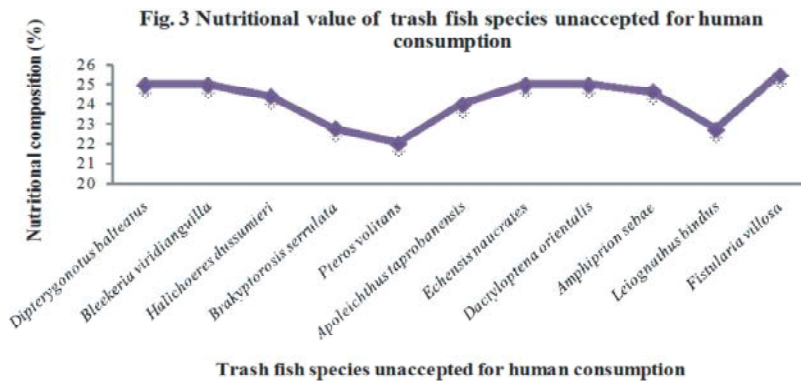 Fig. 3 Nutritional value of trash fish species unaccepted for human
consumption
Nutritional composition (%)
26
25
24
23
22
21
20
Dipterygonotus balteatus
Bleekeria viridianguilla
Halichoeres dussumieri
Brakyptorosis serrulata
Pteros volitans
Apoleichthus taprobanensis
Echensis naucrates
Dactyloptena orientalis
Amphiprion sebae
Leiognathus bindus
Fistularia villosa
Trash fish species unaccepted for human consumption